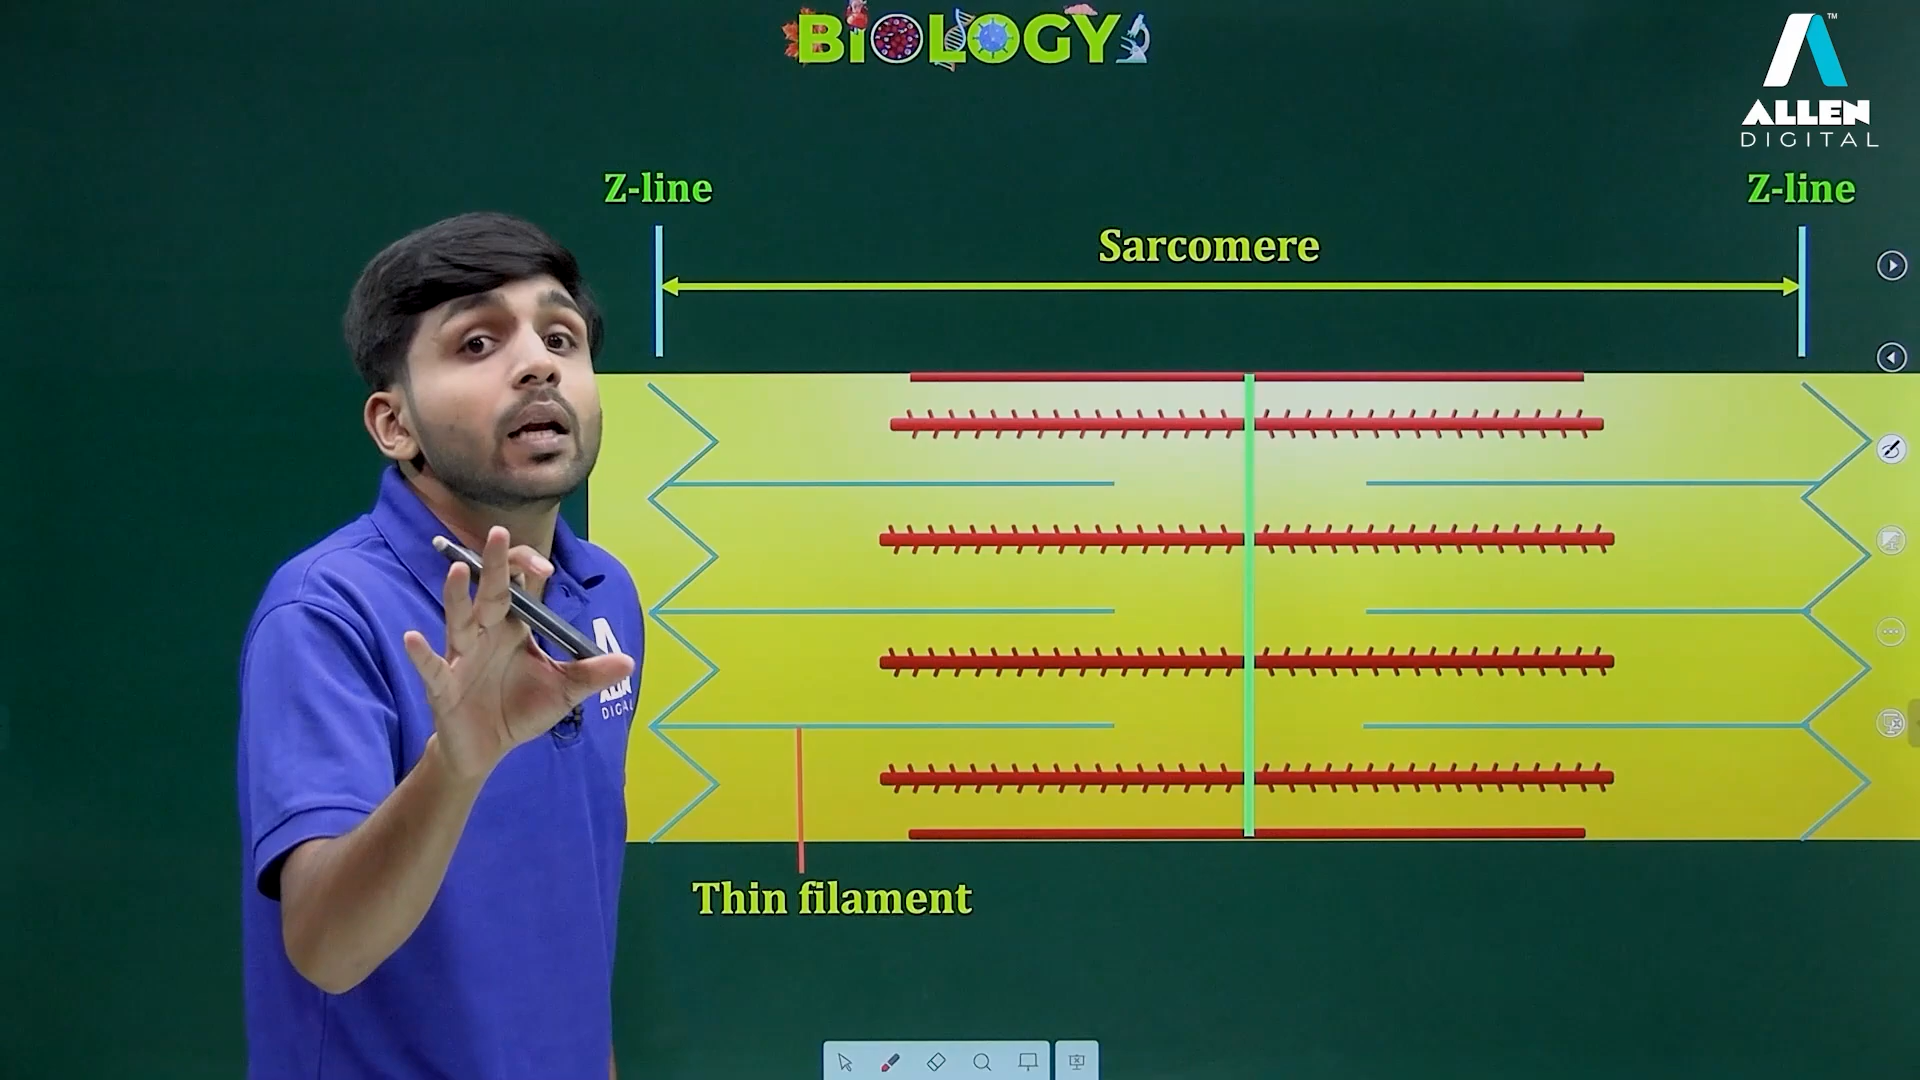 BIOLOGY
ALLEN
DIGITAL
Z-line
Z-line
Sarcomere
Thin filament